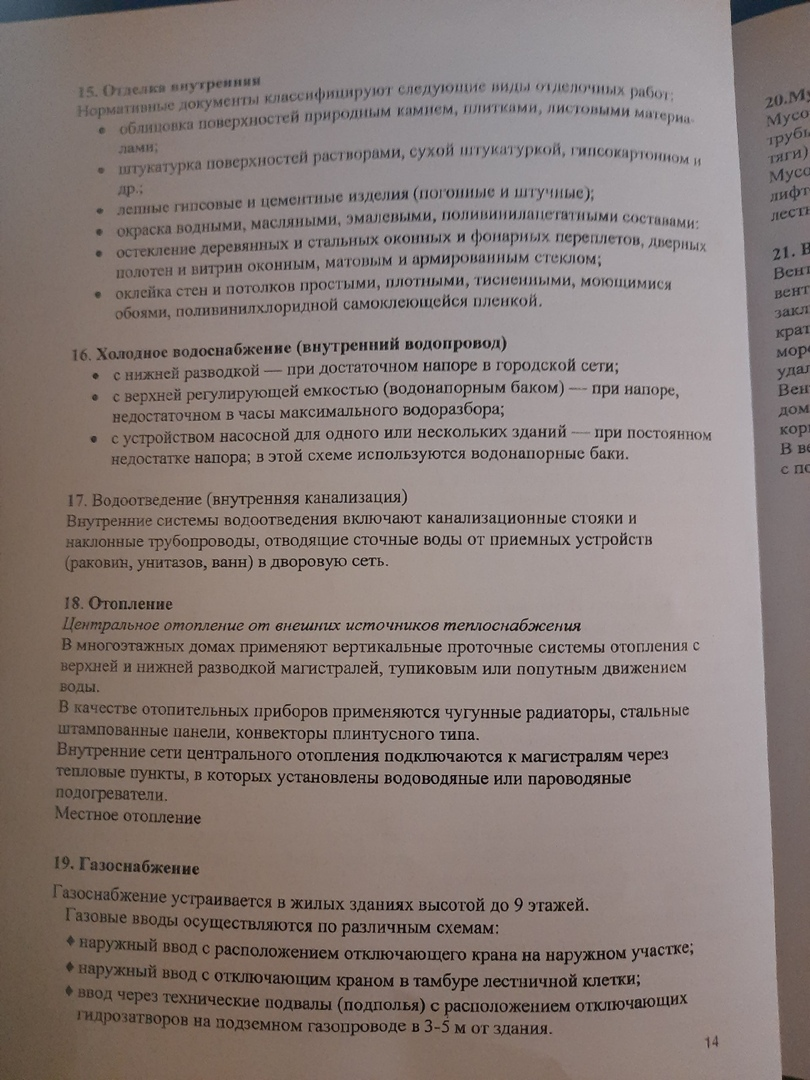 15. Отделка внутренняя
Нормативные документы классифицируют следующие виды отделочных работ:
• облицовка поверхностей природным камнем, плитками, листовыми материа-
лами;
• штукатурка поверхностей растворами, сухой штукатуркой, гипсокартонном и
др.;
• лепные гипсовые и цементные изделия (погонные и штучные);
• окраска водными, масляными, эмалевыми, поливинилацетатными составами:
• остекление деревянных и стальных оконных и фонарных переплетов, дверных
полотен и витрин оконным, матовым и армированным стеклом;
• оклейка стен и потолков простыми, плотными, тисненными, моющимися
обоями, поливинилхлоридной самоклеющейся пленкой.
16. Холодное водоснабжение (внутренний водопровод)
• с нижней разводкой — при достаточном напоре в городской сети;
• с верхней регулирующей емкостью (водонапорным баком) — при напоре,
недостаточном в часы максимального водоразбора;
• с устройством насосной для одного или нескольких зданий — при постоянном
недостатке напора; в этой схеме используются водонапорные баки.
17. Водоотведение (внутренняя канализация)
Внутренние системы водоотведения включают канализационные стояки и
наклонные трубопроводы, отводящие сточные воды от приемных устройств
(раковин, унитазов, ванн) в дворовую сеть.
18. Отопление
Центральное отопление от внешних источников теплоснабжения
В многоэтажных домах применяют вертикальные проточные системы отопления с
верхней и нижней разводкой магистралей, тупиковым или попутным движением
воды.
В качестве отопительных приборов применяются чугунные радиаторы, стальные
штампованные панели, конвекторы плинтусного типа.
Внутренние сети центрального отопления подключаются к магистралям через
тепловые пункты, в которых установлены водоводяные или пароводяные
подогреватели.
Местное отопление
19. Газоснабжение
Газоснабжение устраивается в жилых зданиях высотой до 9 этажей.
Газовые вводы осуществляются по различным схемам:
♦ наружный ввод с расположением отключающего крана на наружном участке;
♦ наружный ввод с отключающим краном в тамбуре лестничной клетки;
♦ ввод через технические подвалы (подполья) с расположением отключающих
гидрозатворов на подземном газопроводе в 3-5 м от здания.
14
20.Му
Мусо
трубы
тяги)
Мусо
лифт
лест
21. В
Вент
вент
закл
крат
мор
удал
Вен
дом
кор
В ве
с по